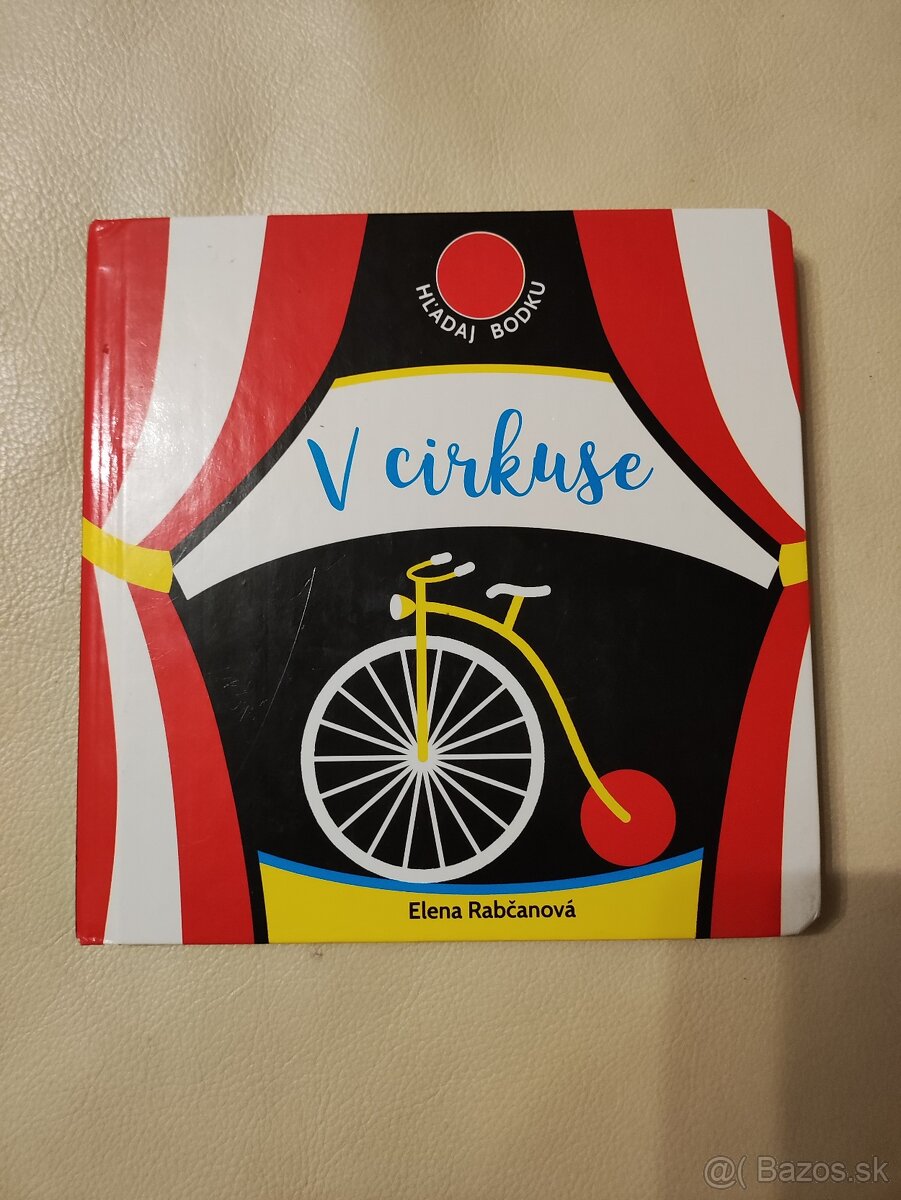 HĽADAJ BODKU
V cirkuse
Elena Rabčanová
@( Bazos.sk